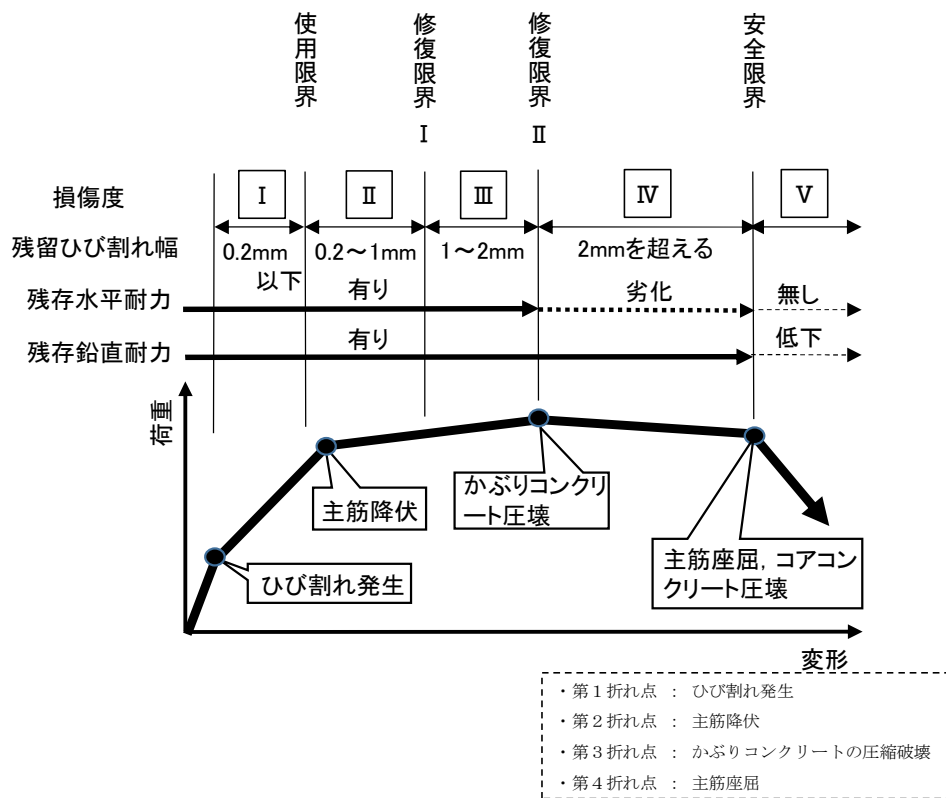 使用限界
修復限界Ⅰ
修復限界Ⅱ
安全限界
損傷度
Ⅰ
Ⅱ
Ⅲ
Ⅳ
Ⅴ
残留ひび割れ幅
0.2mm
以下
0.2～1mm
1～2mm
2mmを超える
残存水平耐力
有り
劣化
無し
残存鉛直耐力
有り
低下
荷重
主筋降伏
かぶりコンクリ
ート圧壊
ひび割れ発生
主筋座屈，コアコン
クリート圧壊
変形
・第１折れ点 ： ひび割れ発生
・第２折れ点 ： 主筋降伏
・第３折れ点 ： かぶりコンクリートの圧縮破壊
・第４折れ点 ： 主筋座屈